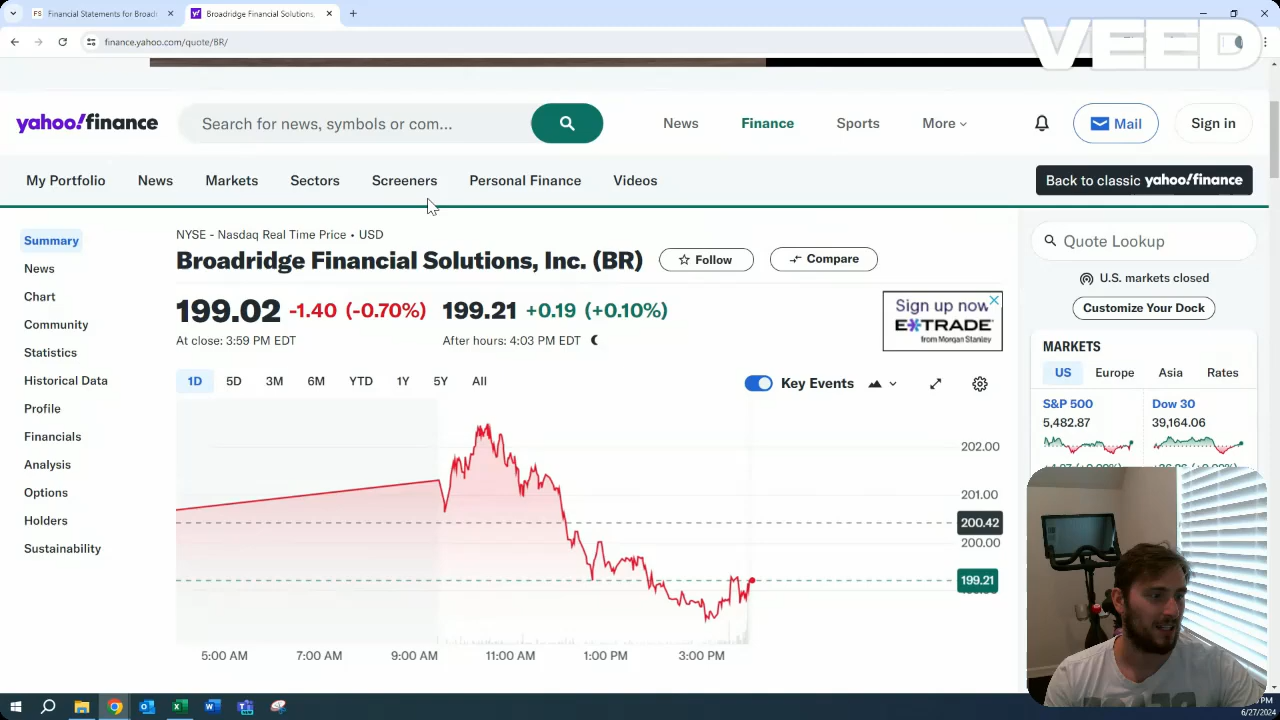 Financial Statements for Broadc
Broadridge Financial Solutions,
finance.yahoo.com/quote/BR/
VEED
yahoo!finance
Search for news, symbols or com...
News
Finance
Sports
More
Mail
Sign in
My Portfolio
News
Markets
Sectors
Screeners
Personal Finance
Videos
Back to classic yahoo!finance
Summary
News
Chart
Community
Statistics
Historical Data
Profile
Financials
Analysis
Options
Holders
Sustainability
NYSE - Nasdaq Real Time Price • USD
Broadridge Financial Solutions, Inc. (BR)
Follow
Compare
199.02 -1.40 (-0.70%)
At close: 3:59 PM EDT
199.21 +0.19 (+0.10%)
After hours: 4:03 PM EDT
Sign up now
E*TRADE
from Morgan Stanley
1D 5D 3M 6M YTD 1Y 5Y All
Key Events
202.00
201.00
200.42
200.00
199.21
5:00 AM 7:00 AM 9:00 AM 11:00 AM 1:00 PM 3:00 PM
Quote Lookup
U.S. markets closed
Customize Your Dock
MARKETS
US Europe Asia Rates
S&P 500
5,482.87
Dow 30
39,164.06
6/27/2024